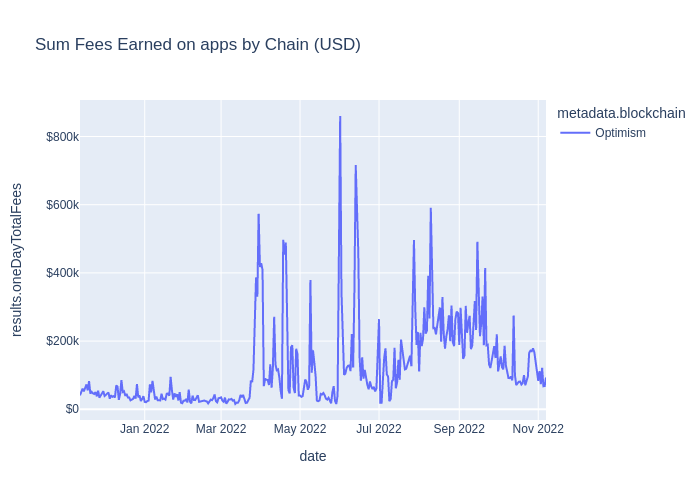 Sum Fees Earned on apps by Chain (USD)
metadata.blockchain
Optimism
results.oneDayTotalFees
$800k
$600k
$400k
$200k
$0
Jan 2022
Mar 2022
May 2022
Jul 2022
Sep 2022
Nov 2022
date